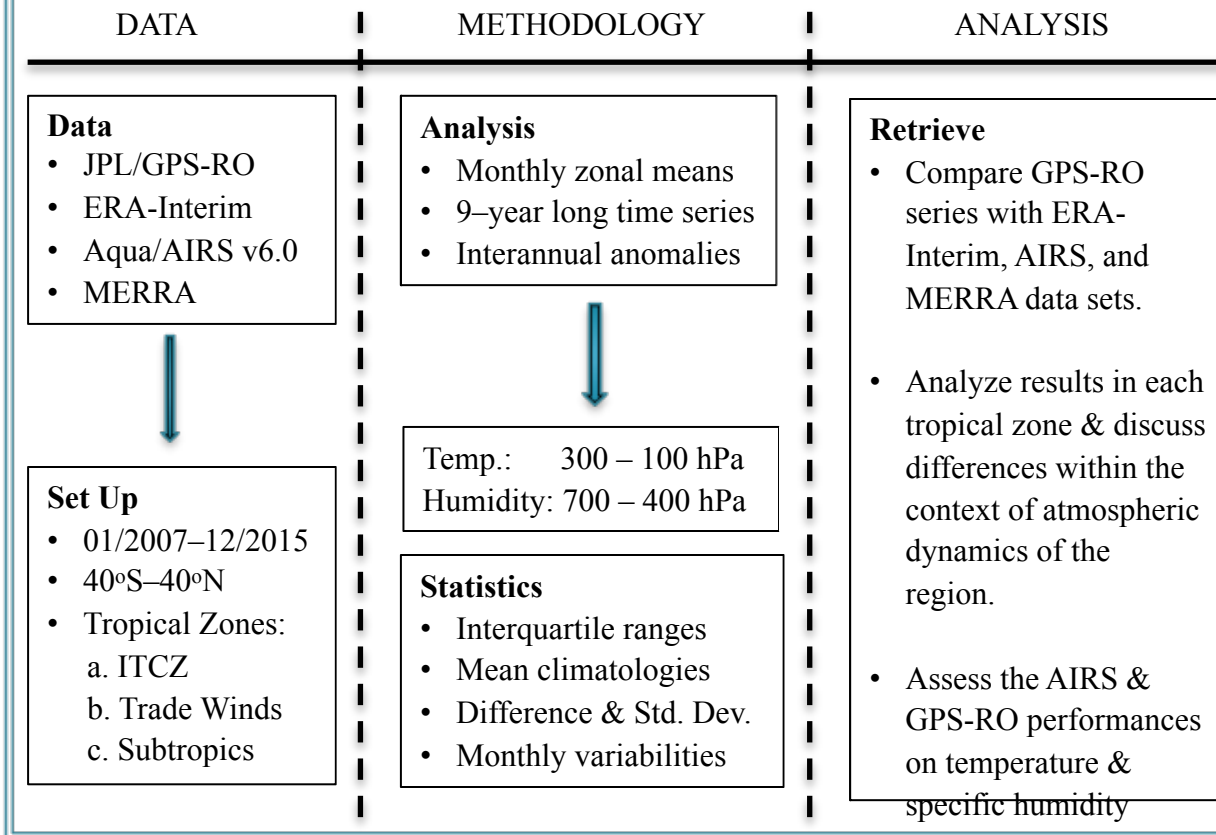 DATA
METHODOLOGY
ANALYSIS
Data
• JPL/GPS-RO
• ERA-Interim
• Aqua/AIRS v6.0
• MERRA
Set Up
• 01/2007–12/2015
• 40ºS–40ºN
• Tropical Zones:
a. ITCZ
b. Trade Winds
c. Subtropics
Analysis
• Monthly zonal means
• 9–year long time series
• Interannual anomalies
Temp.: 300 – 100 hPa
Humidity: 700 – 400 hPa
Statistics
• Interquartile ranges
• Mean climatologies
• Difference & Std. Dev.
• Monthly variabilities
Retrieve
• Compare GPS-RO
series with ERA-
Interim, AIRS, and
MERRA data sets.
• Analyze results in each
tropical zone & discuss
differences within the
context of atmospheric
dynamics of the
region.
• Assess the AIRS &
GPS-RO performances
on temperature &
specific humidity